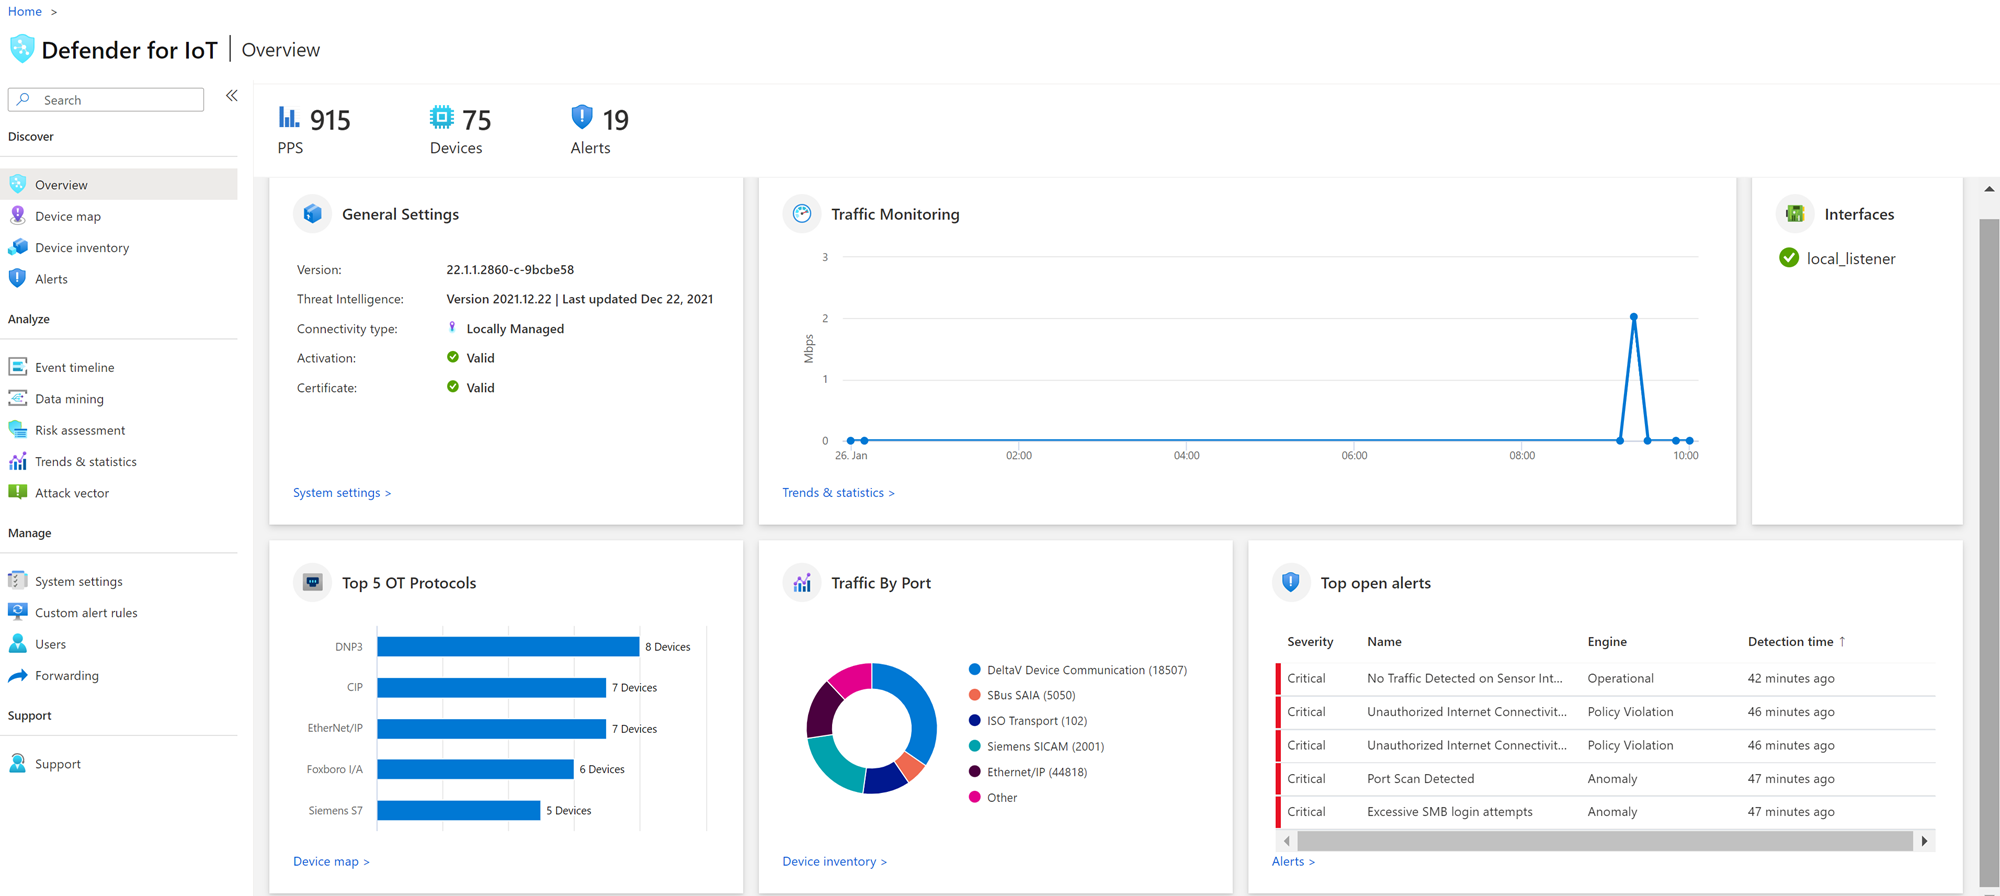 Home >
Defender for IoT | Overview
Search
«
Discover
Overview
Device map
Device inventory
Alerts
Analyze
Event timeline
Data mining
Risk assessment
Trends & statistics
Attack vector
Manage
System settings
Custom alert rules
Users
Forwarding
Support
Support
915
PPS
75
Devices
19
Alerts
General Settings
Version: 22.1.1.2860-c-9bcbe58
Threat Intelligence: Version 2021.12.22 | Last updated Dec 22, 2021
Connectivity type: Locally Managed
Activation: Valid
Certificate: Valid
System settings >
Traffic Monitoring
Mbps
3
2
1
0
26. Jan 02:00 04:00 06:00 08:00 10:00
Trends & statistics >
Interfaces
local_listener
Top 5 OT Protocols
DNP3 8 Devices
CIP 7 Devices
EtherNet/IP 7 Devices
Foxboro I/A 6 Devices
Siemens S7 5 Devices
Device map >
Traffic By Port
DeltaV Device Communication (18507)
SBus SAIA (5050)
ISO Transport (102)
Siemens SICAM (2001)
Ethernet/IP (44818)
Other
Device inventory >
Top open alerts
Severity Name Engine Detection time ↑
Critical No Traffic Detected on Sensor Int... Operational 42 minutes ago
Critical Unauthorized Internet Connectivit... Policy Violation 46 minutes ago
Critical Unauthorized Internet Connectivit... Policy Violation 46 minutes ago
Critical Port Scan Detected Anomaly 47 minutes ago
Critical Excessive SMB login attempts Anomaly 47 minutes ago
Alerts >